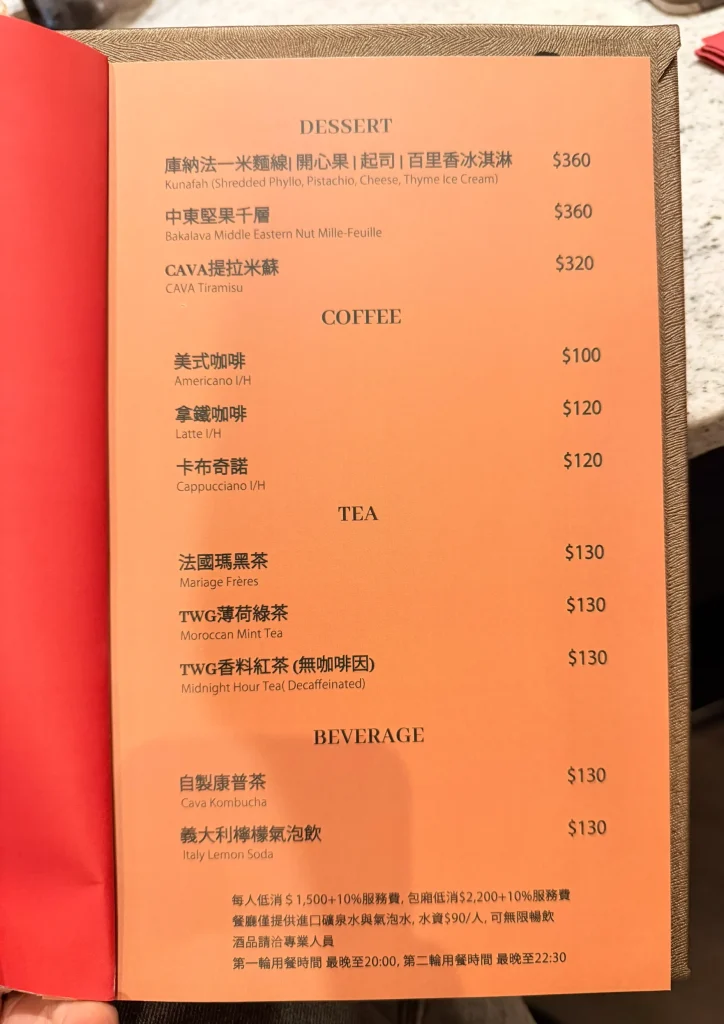 DESSERT
庫納法一米麵線| 開心果 | 起司 | 百里香冰淇淋 $360
Kunafah (Shredded Phyllo, Pistachio, Cheese, Thyme Ice Cream)
中東堅果千層 $360
Bakalava Middle Eastern Nut Mille-Feuille
CAVA提拉米蘇 $320
CAVA Tiramisu
COFFEE
美式咖啡 $100
Americano I/H
拿鐵咖啡 $120
Latte I/H
卡布奇諾 $120
Cappucciano I/H
TEA
法國瑪黑茶 $130
Mariage Frères
TWG薄荷綠茶 $130
Moroccan Mint Tea
TWG香料紅茶 (無咖啡因) $130
Midnight Hour Tea( Decaffeinated)
BEVERAGE
自製康普茶 $130
Cava Kombucha
義大利檸檬氣泡飲 $130
Italy Lemon Soda
每人低消 $ 1,500+10%服務費, 包廂低消$2,200+10%服務費
餐廳僅提供進口礦泉水與氣泡水, 水資$90/人, 可無限暢飲
酒品請洽專業人員
第一輪用餐時間 最晚至20:00, 第二輪用餐時間 最晚至22:30